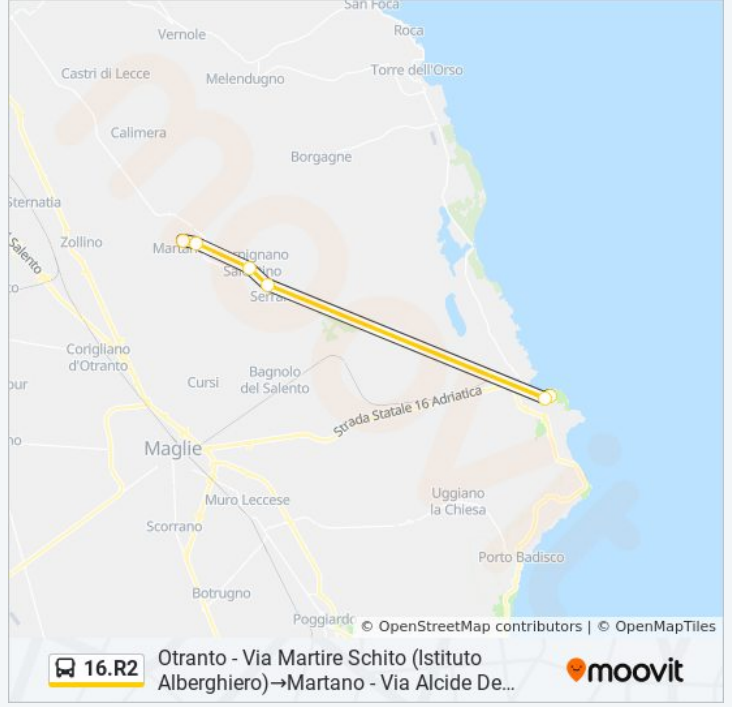 San Foca
Vernole
Roca
Castri di Lecce
Melendugno
Torre dell'Orso
Calimera
Borgagne
Sternatia
Zollino
Salento
Corigliano
d'Otranto
Cursi
Bagnolo
del Salento
Strada Statale 16 Adriatica
Maglie
Muro Leccese
Uggiano
la Chiesa
Scorrano
Porto Badisco
Botrugno
© OpenStreetMap contributors | © OpenMapTiles
16.R2
Otranto - Via Martire Schito (Istituto
Alberghiero)→Martano - Via Alcide De...
moovit
moovit